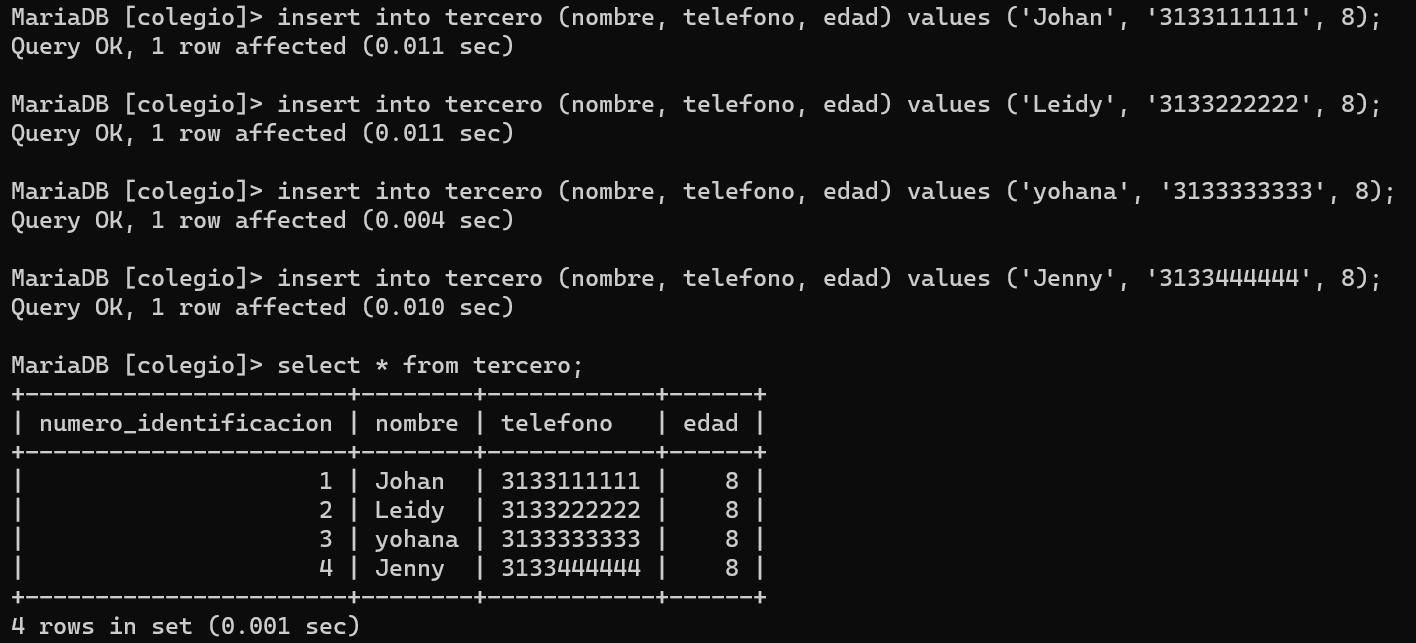 MariaDB [colegio]> insert into tercero (nombre, telefono, edad) values ('Johan', '3133111111', 8);
Query OK, 1 row affected (0.011 sec)

MariaDB [colegio]> insert into tercero (nombre, telefono, edad) values ('Leidy', '3133222222', 8);
Query OK, 1 row affected (0.011 sec)

MariaDB [colegio]> insert into tercero (nombre, telefono, edad) values ('yohana', '3133333333', 8);
Query OK, 1 row affected (0.004 sec)

MariaDB [colegio]> insert into tercero (nombre, telefono, edad) values ('Jenny', '3133444444', 8);
Query OK, 1 row affected (0.010 sec)

MariaDB [colegio]> select * from tercero;
+-----------------------+--------+------------+------+
| numero_identificacion | nombre | telefono   | edad |
+-----------------------+--------+------------+------+
|                     1 | Johan  | 3133111111 |    8 |
|                     2 | Leidy  | 3133222222 |    8 |
|                     3 | yohana | 3133333333 |    8 |
|                     4 | Jenny  | 3133444444 |    8 |
+-----------------------+--------+------------+------+
4 rows in set (0.001 sec)